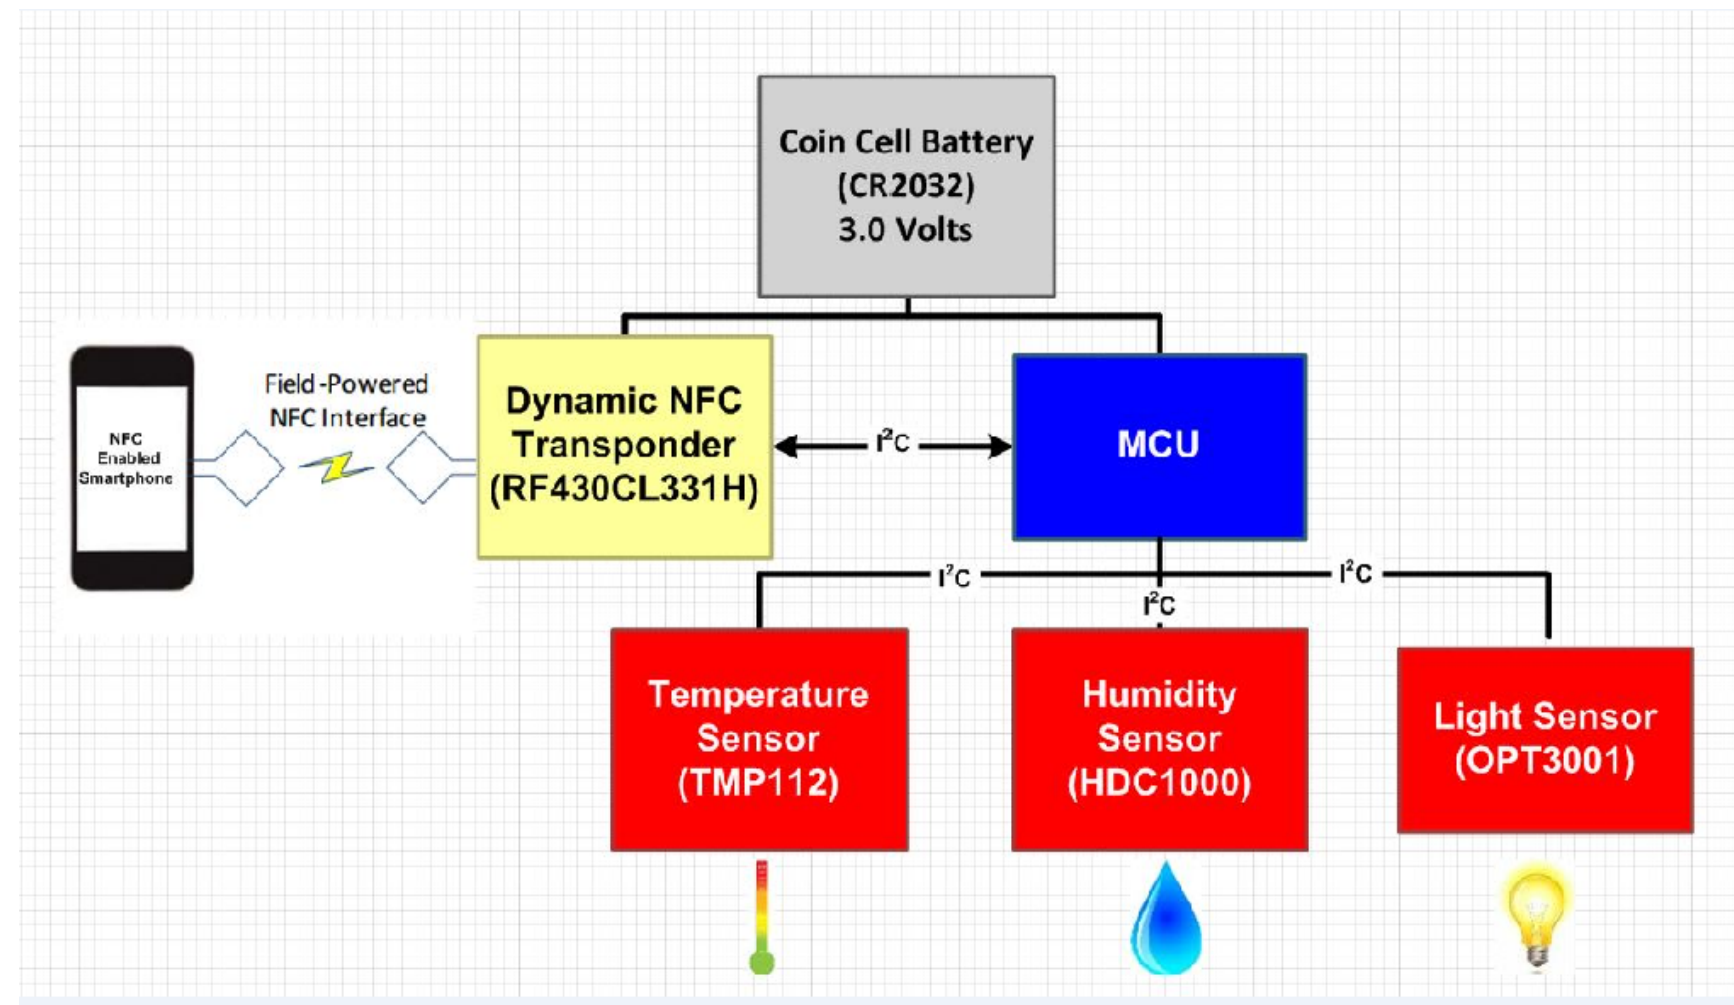 Coin Cell Battery
(CR2032)
3.0 Volts
Field-Powered
NFC Interface
NFC
Enabled
Smartphone
Dynamic NFC
Transponder
(RF430CL331H)
I²C
MCU
I²C
I²C
I²C
Temperature
Sensor
(TMP112)
Humidity
Sensor
(HDC1000)
Light Sensor
(OPT3001)